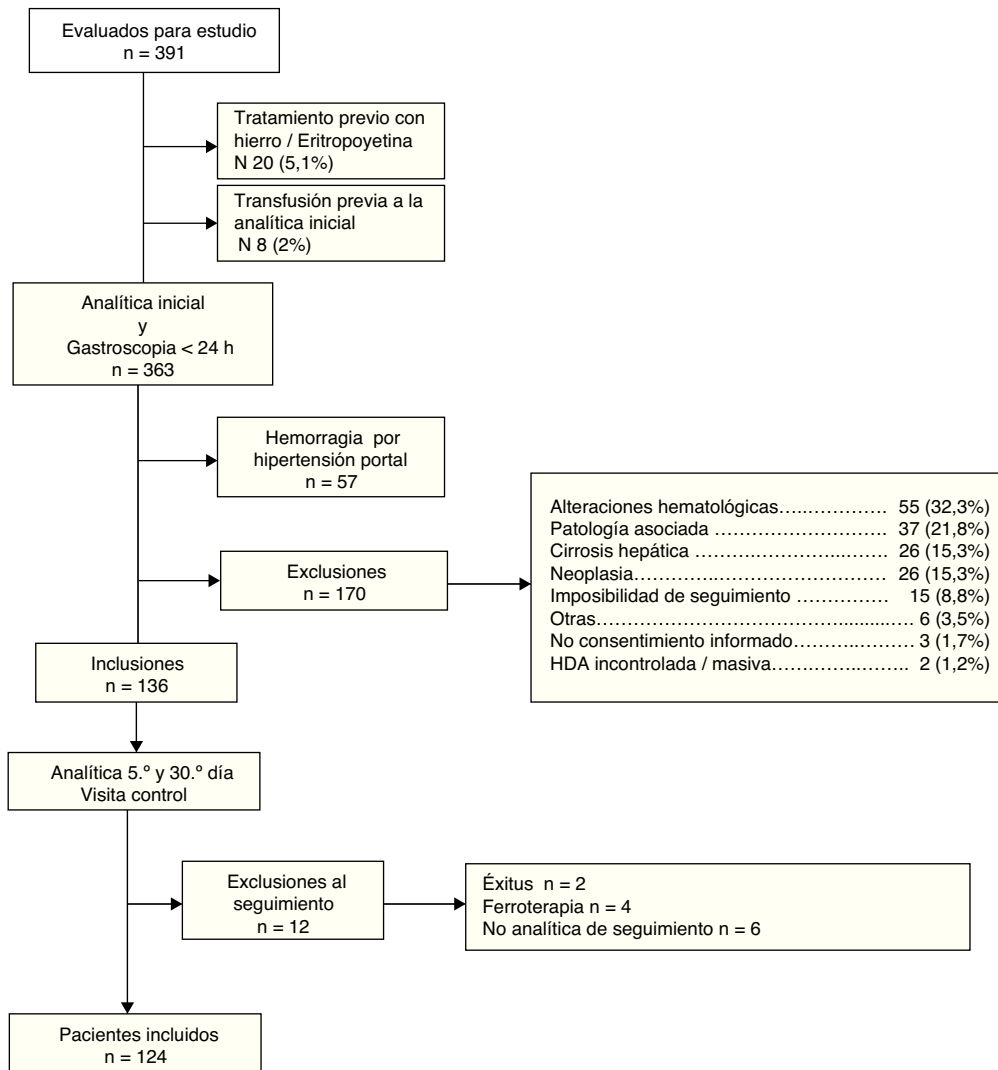 Evaluados para estudio
n = 391
Tratamiento previo con
hierro / Eritropoyetina
N 20 (5,1%)
Transfusión previa a la
analítica inicial
N 8 (2%)
Analítica inicial
y
Gastroscopia < 24 h
n = 363
Hemorragia por
hipertensión portal
n = 57
Exclusiones
n = 170
Alteraciones hematológicas…..………… 55 (32,3%)
Patología asociada ……………………… 37 (21,8%)
Cirrosis hepática ……..……………...…… 26 (15,3%)
Neoplasia……...………………………… 26 (15,3%)
Imposibilidad de seguimiento …………… 15 (8,8%)
Otras…………………………………..........…. 6 (3,5%)
No consentimiento informado………..……… 3 (1,7%)
HDA incontrolada / masiva…………..…….. 2 (1,2%)
Inclusiones
n = 136
Analítica 5.º y 30.º día
Visita control
Exclusiones al
seguimiento
n = 12
Éxitus n = 2
Ferroterapia n = 4
No analítica de seguimiento n = 6
Pacientes incluidos
n = 124